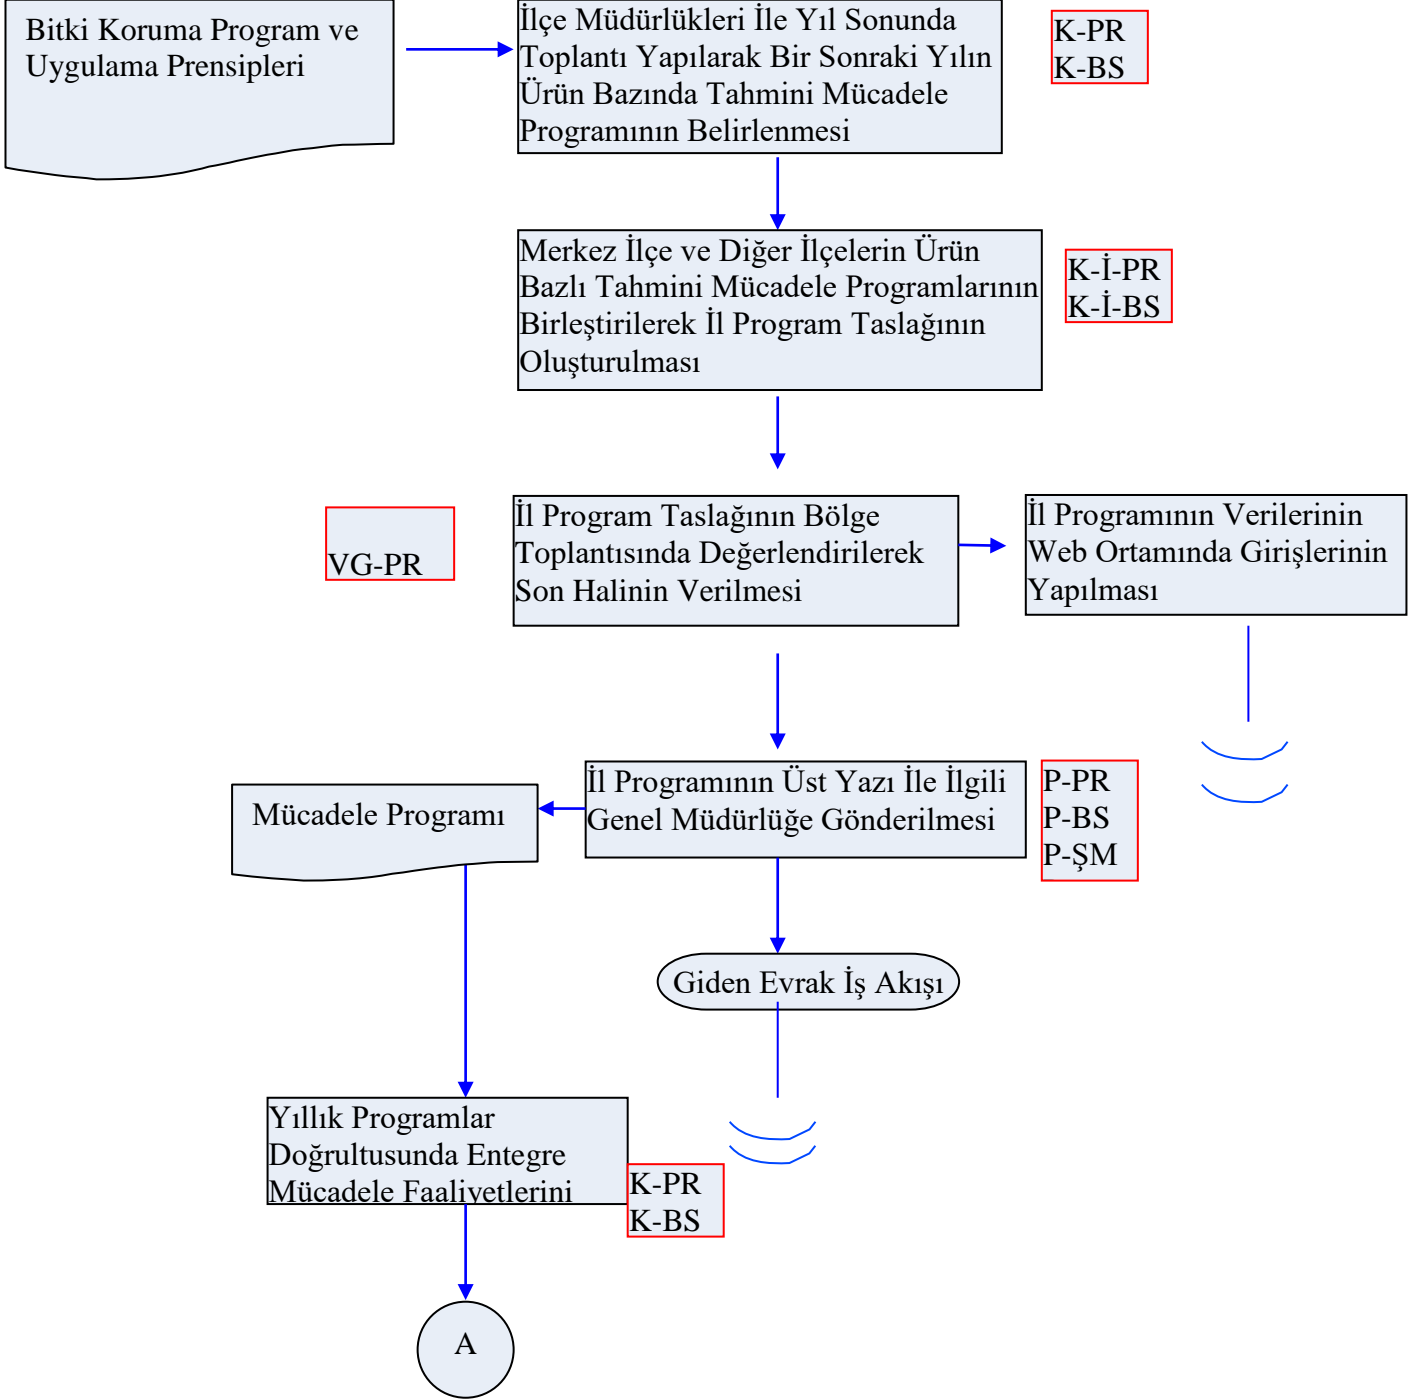 Bitki Koruma Program ve
Uygulama Prensipleri
İlçe Müdürlükleri İle Yıl Sonunda
Toplantı Yapılarak Bir Sonraki Yılın
Ürün Bazında Tahmini Mücadele
Programının Belirlenmesi
K-PR
K-BS
Merkez İlçe ve Diğer İlçelerin Ürün
Bazlı Tahmini Mücadele Programlarının
Birleştirilerek İl Program Taslağının
Oluşturulması
K-İ-PR
K-İ-BS
VG-PR
İl Program Taslağının Bölge
Toplantısında Değerlendirilerek
Son Halinin Verilmesi
İl Programının Verilerinin
Web Ortamında Girişlerinin
Yapılması
İl Programının Üst Yazı İle İlgili
Genel Müdürlüğe Gönderilmesi
P-PR
P-BS
P-ŞM
Mücadele Programı
Giden Evrak İş Akışı
Yıllık Programlar
Doğrultusunda Entegre
Mücadele Faaliyetlerini
K-PR
K-BS
A